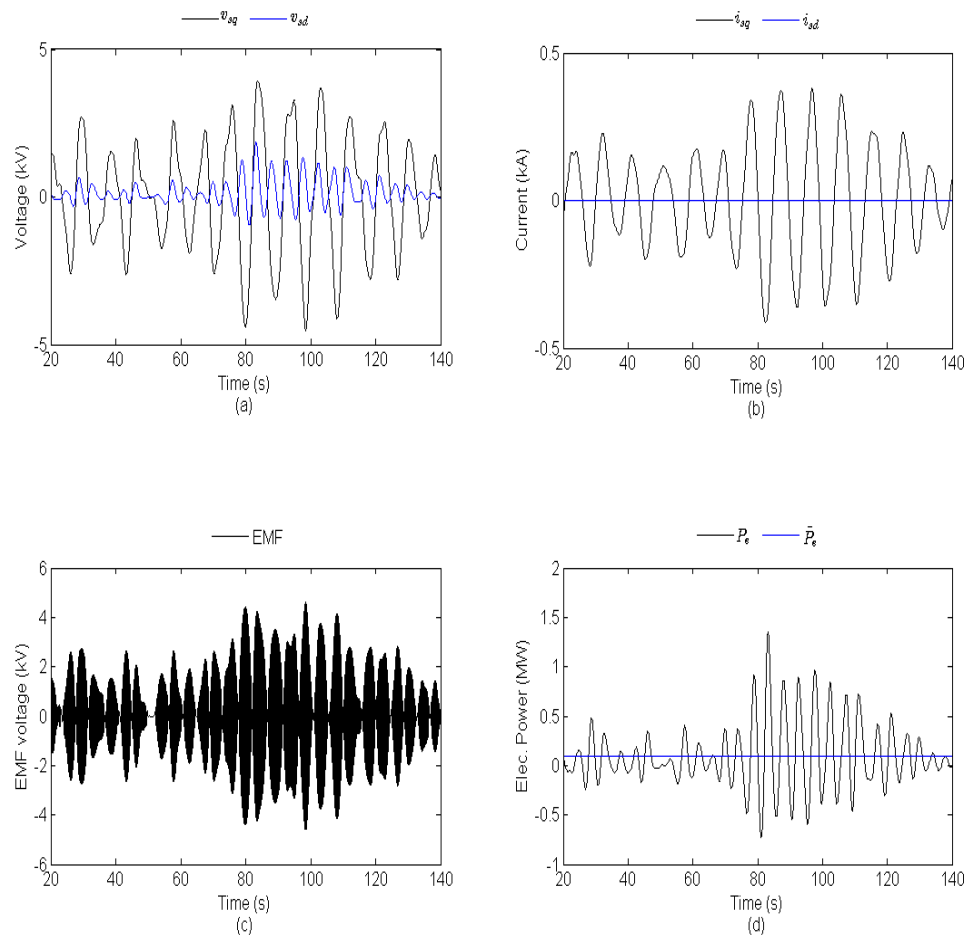 v_sq v_sd
5
0
-5
Voltage (kV)
20 40 60 80 100 120 140
Time (s)
(a)
i_sq i_sd
0.5
0
-0.5
Current (kA)
20 40 60 80 100 120 140
Time (s)
(b)
EMF
6
4
2
0
-2
-4
-6
EMF voltage (kV)
20 40 60 80 100 120 140
Time (s)
(c)
P_e P̄_e
2
1.5
1
0.5
0
-0.5
-1
Elec. Power (MW)
20 40 60 80 100 120 140
Time (s)
(d)